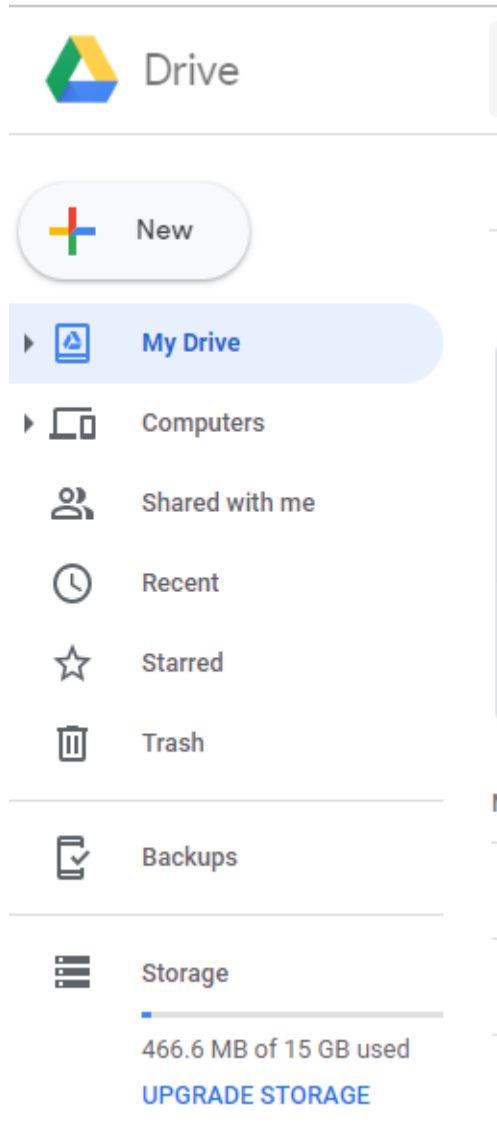 Drive
New
My Drive
Computers
Shared with me
Recent
Starred
Trash
Backups
Storage
466.6 MB of 15 GB used
UPGRADE STORAGE